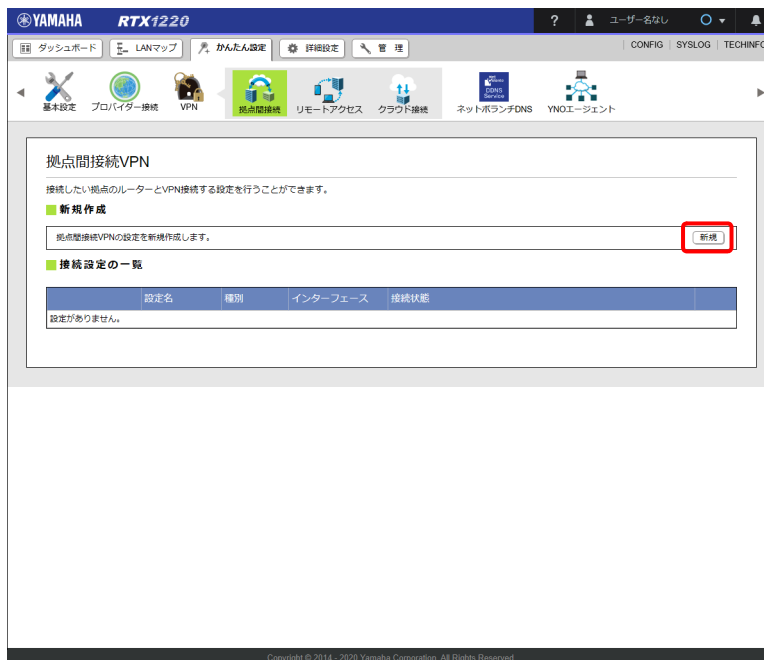 YAMAHA RTX1220 ? ユーザー名なし
ダッシュボード LANマップ かんたん設定 詳細設定 管理 CONFIG SYSLOG TECHINFO
基本設定 プロバイダー接続 VPN 拠点間接続 リモートアクセス クラウド接続 DDNS Service ネットボランチDNS YNOエージェント
拠点間接続VPN
接続したい拠点のルーターとVPN接続する設定を行うことができます。
新規作成
拠点間接続VPNの設定を新規作成します。 新規
接続設定の一覧
設定名 種別 インターフェース 接続状態
設定がありません。
Copyright © 2014 - 2020 Yamaha Corporation. All Rights Reserved.